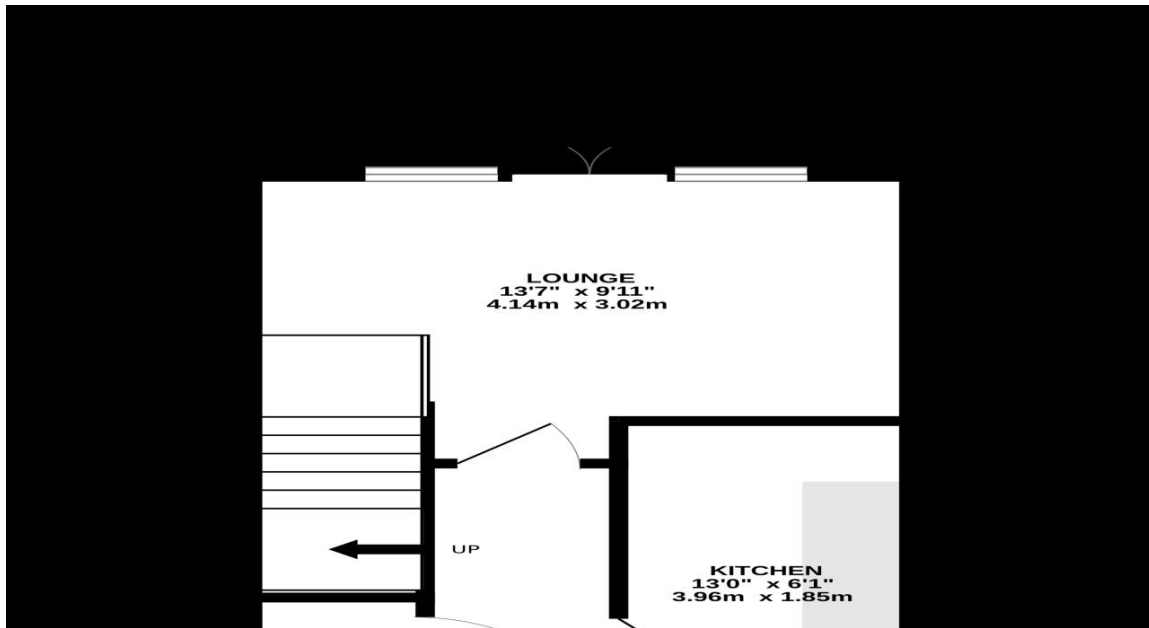 LOUNGE
13'7" x 9'11"
4.14m x 3.02m
UP
KITCHEN
13'0" x 6'1"
3.96m x 1.85m